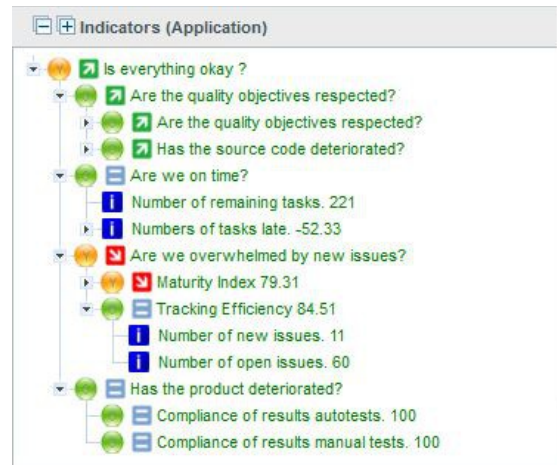 Indicators (Application)
Is everything okay ?
Are the quality objectives respected?
Are the quality objectives respected?
Has the source code deteriorated?
Are we on time?
Number of remaining tasks. 221
Numbers of tasks late. -52.33
Are we overwhelmed by new issues?
Maturity Index 79.31
Tracking Efficiency 84.51
Number of new issues. 11
Number of open issues. 60
Has the product deteriorated?
Compliance of results autotests. 100
Compliance of results manual tests. 100